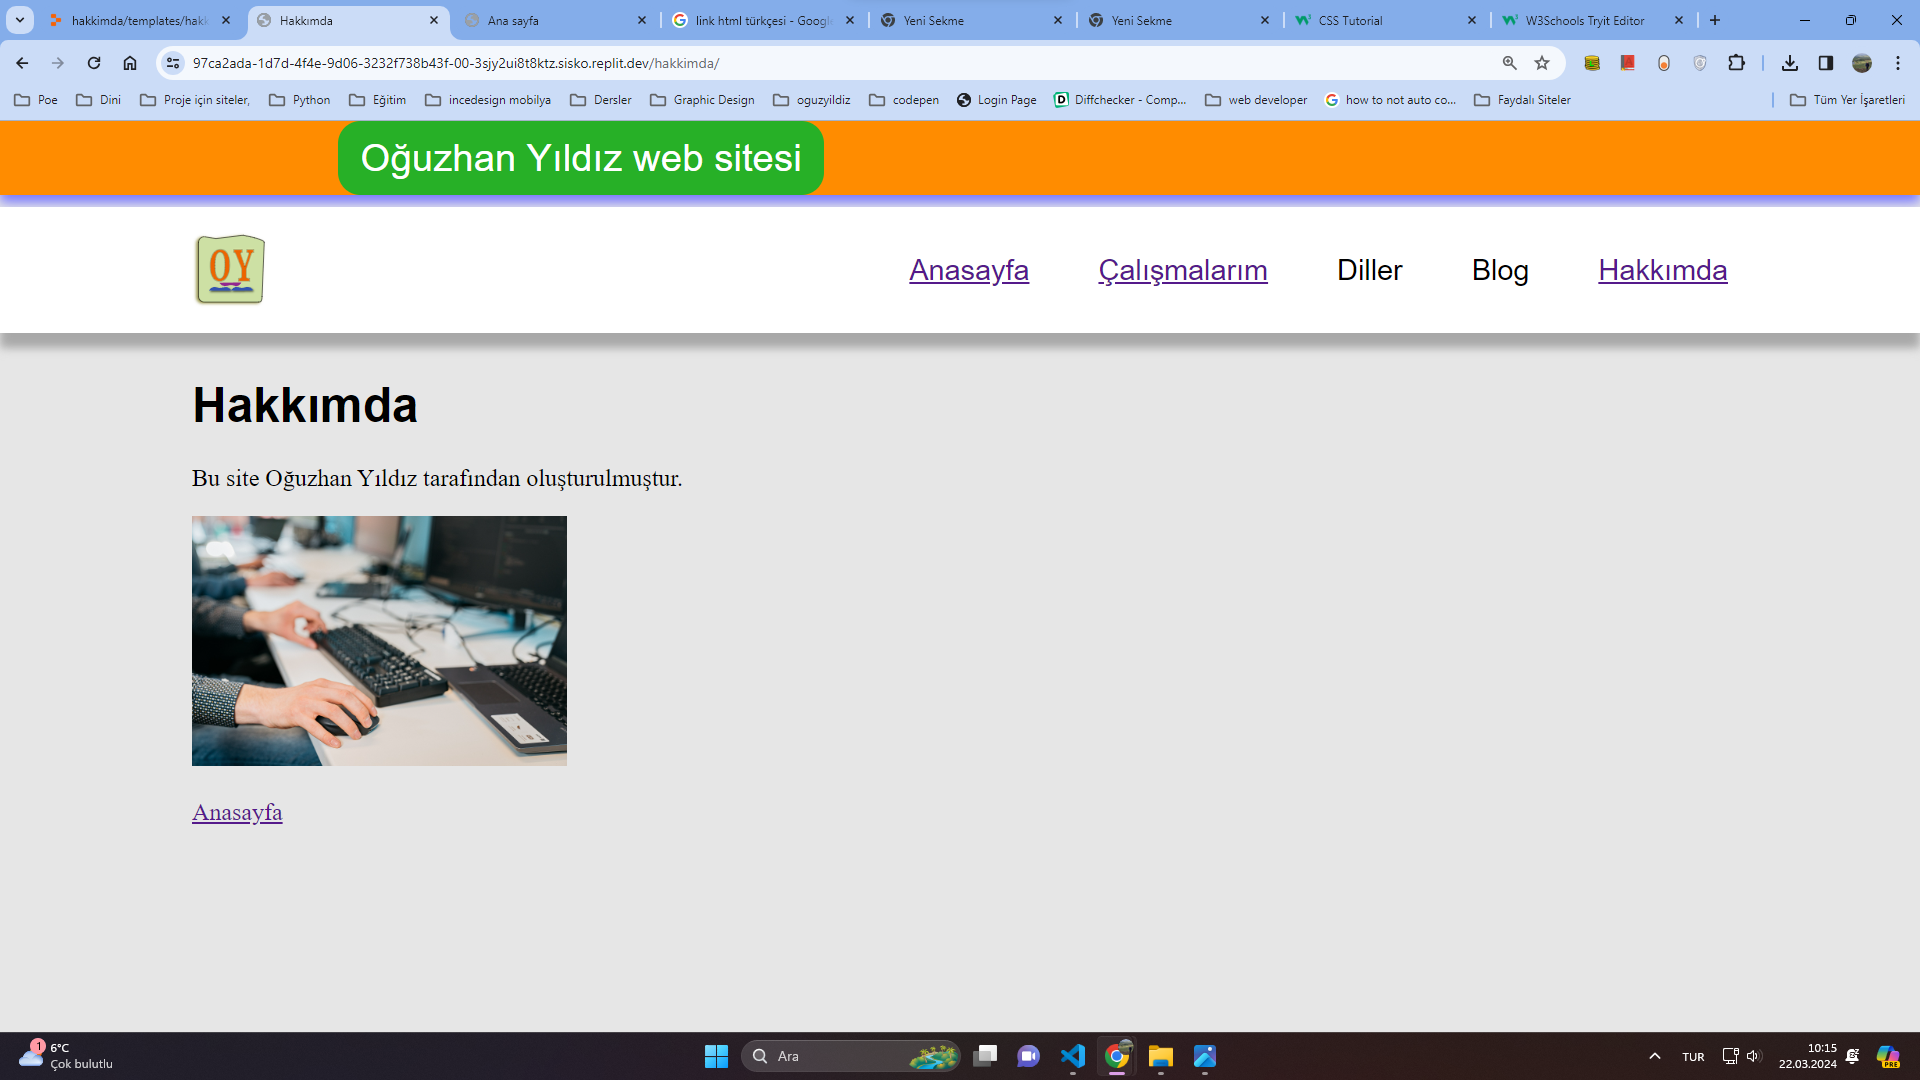 hakkimda/templates/hakk
Hakkımda
Ana sayfa
link html türkçesi - Google
Yeni Sekme
Yeni Sekme
CSS Tutorial
W3Schools Tryit Editor
97ca2ada-1d7d-4f4e-9d06-3232f738b43f-00-3sjy2ui8t8ktz.sisko.replit.dev/hakkimda/
Poe
Dini
Proje için siteler,
Python
Eğitim
incedesign mobilya
Dersler
Graphic Design
oguzyildiz
codepen
Login Page
Diffchecker - Comp...
web developer
how to not auto co...
Faydalı Siteler
Tüm Yer İşaretleri
Oğuzhan Yıldız web sitesi
OY
Anasayfa
Çalışmalarım
Diller
Blog
Hakkımda
Hakkımda
Bu site Oğuzhan Yıldız tarafından oluşturulmuştur.
Anasayfa
1
6°C
Çok bulutlu
Ara
TUR
10:15
22.03.2024
PRE